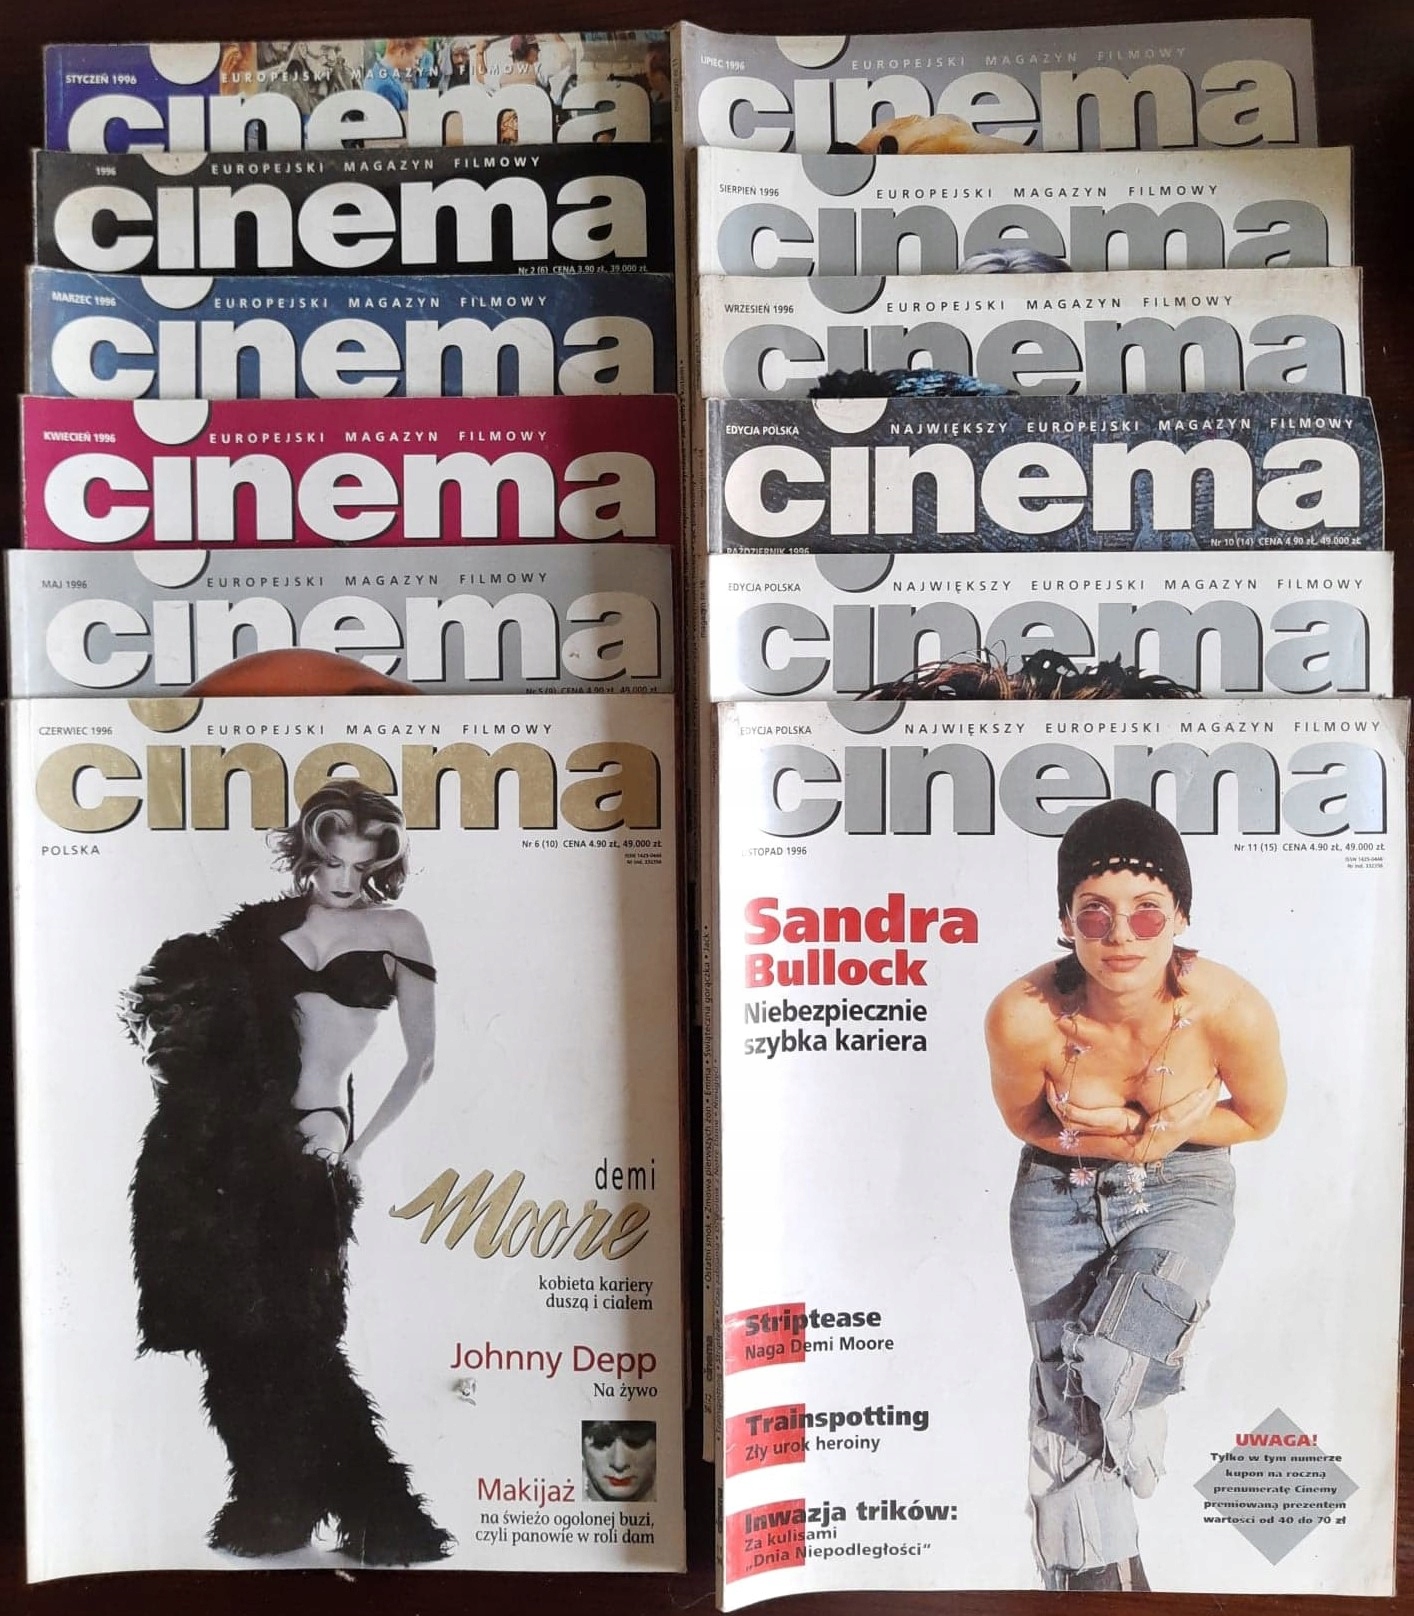 STYCZEŃ 1996
EUROPEJSKI MAGAZYN FILMOWY
cinema
1996
EUROPEJSKI MAGAZYN FILMOWY
cinema
Nr 2 (6) CENA 3.90 zł, 39.000 zł
MARZEC 1996
EUROPEJSKI MAGAZYN FILMOWY
cinema
KWIECIEŃ 1996
EUROPEJSKI MAGAZYN FILMOWY
cinema
MAJ 1996
EUROPEJSKI MAGAZYN FILMOWY
cinema
Nr 5 (9) CENA 4.90 zł, 49.000 zł
CZERWIEC 1996
EUROPEJSKI MAGAZYN FILMOWY
cinema
POLSKA
Nr 6 (10) CENA 4.90 zł, 49.000 zł
demi
Moore
kobieta kariery
duszą i ciałem
Johnny Depp
Na żywo
Makijaż
na świeżo ogolonej buzi,
czyli panowie w roli dam
LIPIEC 1996
EUROPEJSKI MAGAZYN FILMOWY
cinema
SIERPIEŃ 1996
EUROPEJSKI MAGAZYN FILMOWY
cinema
WRZESIEŃ 1996
EUROPEJSKI MAGAZYN FILMOWY
cinema
EDYCJA POLSKA
NAJWIĘKSZY EUROPEJSKI MAGAZYN FILMOWY
cinema
PAŹDZIERNIK 1996
Nr 10 (14) CENA 4.90 zł, 49.000 zł
EDYCJA POLSKA
NAJWIĘKSZY EUROPEJSKI MAGAZYN FILMOWY
cinema
EDYCJA POLSKA
NAJWIĘKSZY EUROPEJSKI MAGAZYN FILMOWY
cinema
LISTOPAD 1996
Nr 11 (15) CENA 4.90 zł, 49.000 zł
Sandra
Bullock
Niebezpiecznie
szybka kariera
Striptease
Naga Demi Moore
Trainspotting
Zły urok heroiny
Inwazja trików:
Za kulisami
„Dnia Niepodległości"
UWAGA!
Tylko w tym numerze
kupon na roczną
prenumeratę Cinemy
premiowaną prezentem
wartości od 40 do 70 zł